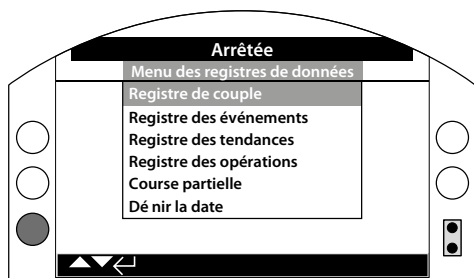 Arrêtée
Menu des registres de données
Registre de couple
Registre des événements
Registre des tendances
Registre des opérations
Course partielle
Dé nir la date